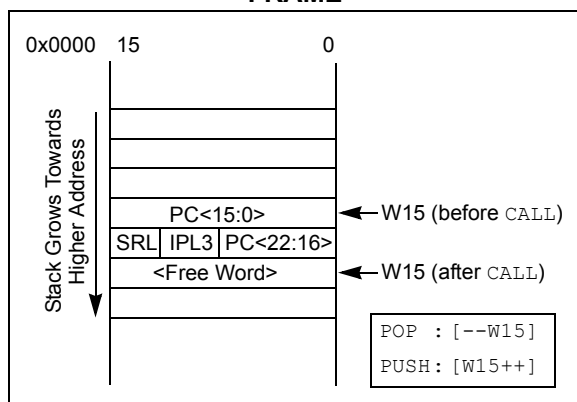 FRAME
0x0000 15 0
Stack Grows Towards
Higher Address
PC<15:0>
W15 (before CALL)
SRL IPL3 PC<22:16>
<Free Word>
W15 (after CALL)
POP : [--W15]
PUSH: [W15++]